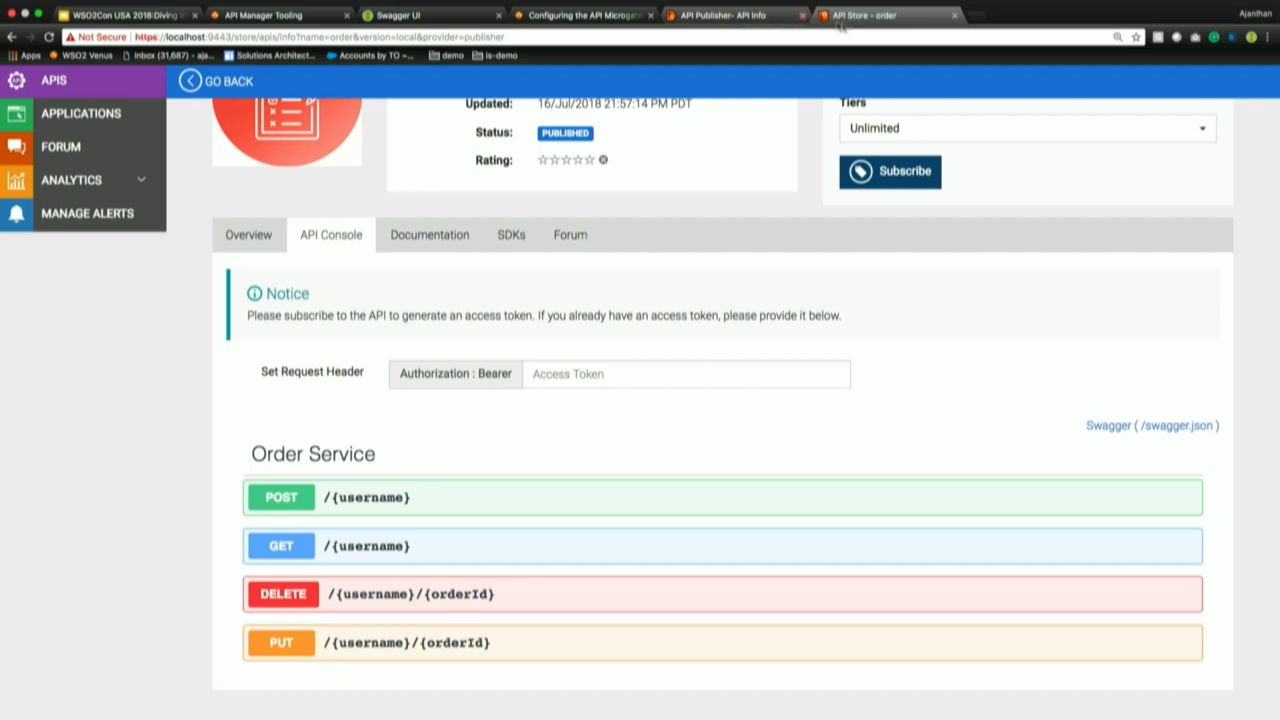 WSO2Con USA 2018:Diving in
API Manager Tooling
Swagger UI
Configuring the API Microgate
API Publisher- API Info
API Store - order
Ajanthan
Not Secure | https://localhost:9443/store/apis/info?name=order&version=local&provider=publisher
Apps
WSO2 Venus
Inbox (31,687) - aja...
Solutions Architect...
Accounts by TO –...
demo
is-demo
APIS
GO BACK
APPLICATIONS
FORUM
ANALYTICS
MANAGE ALERTS
Updated: 16/Jul/2018 21:57:14 PM PDT
Status: PUBLISHED
Rating:
Tiers
Unlimited
Subscribe
Overview
API Console
Documentation
SDKs
Forum
Notice
Please subscribe to the API to generate an access token. If you already have an access token, please provide it below.
Set Request Header
Authorization : Bearer
Access Token
Swagger ( /swagger.json )
Order Service
POST /{username}
GET /{username}
DELETE /{username}/{orderId}
PUT /{username}/{orderId}